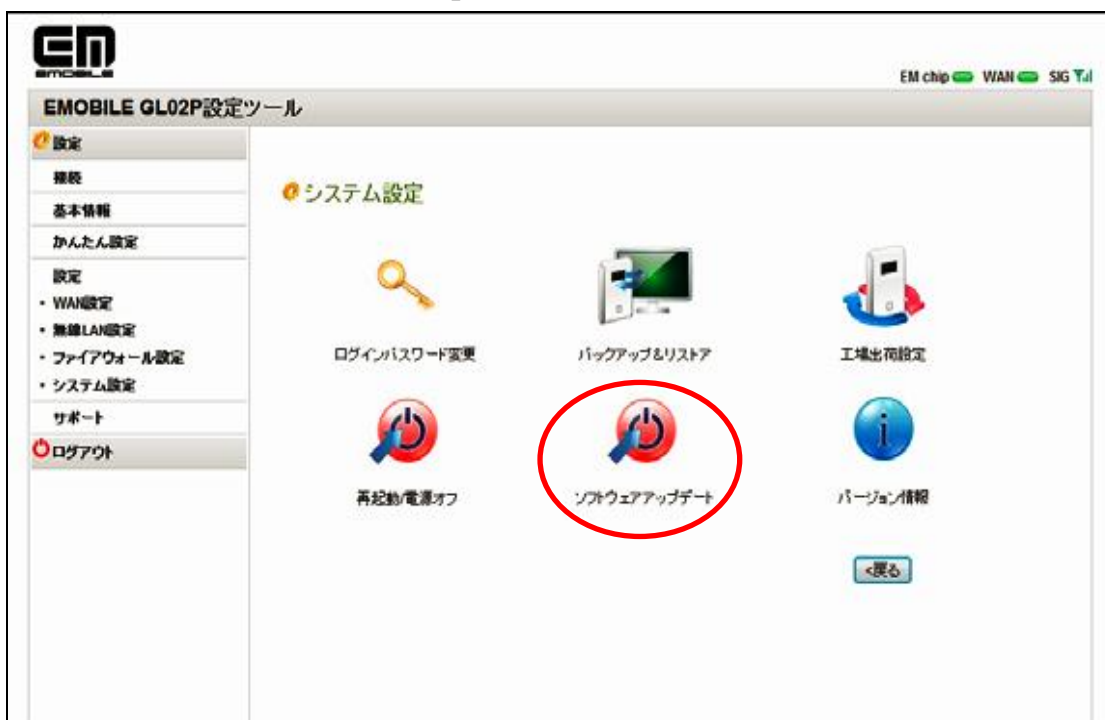 EM
EMOBILE
EM chip WAN SIG
EMOBILE GL02P設定ツール
設定
接続
基本情報
かんたん設定
設定
・ WAN設定
・ 無線LAN設定
・ ファイアウォール設定
・ システム設定
サポート
ログアウト
システム設定
ログインパスワード変更
バックアップ&リストア
工場出荷設定
再起動/電源オフ
ソフトウェアアップデート
バージョン情報
<戻る